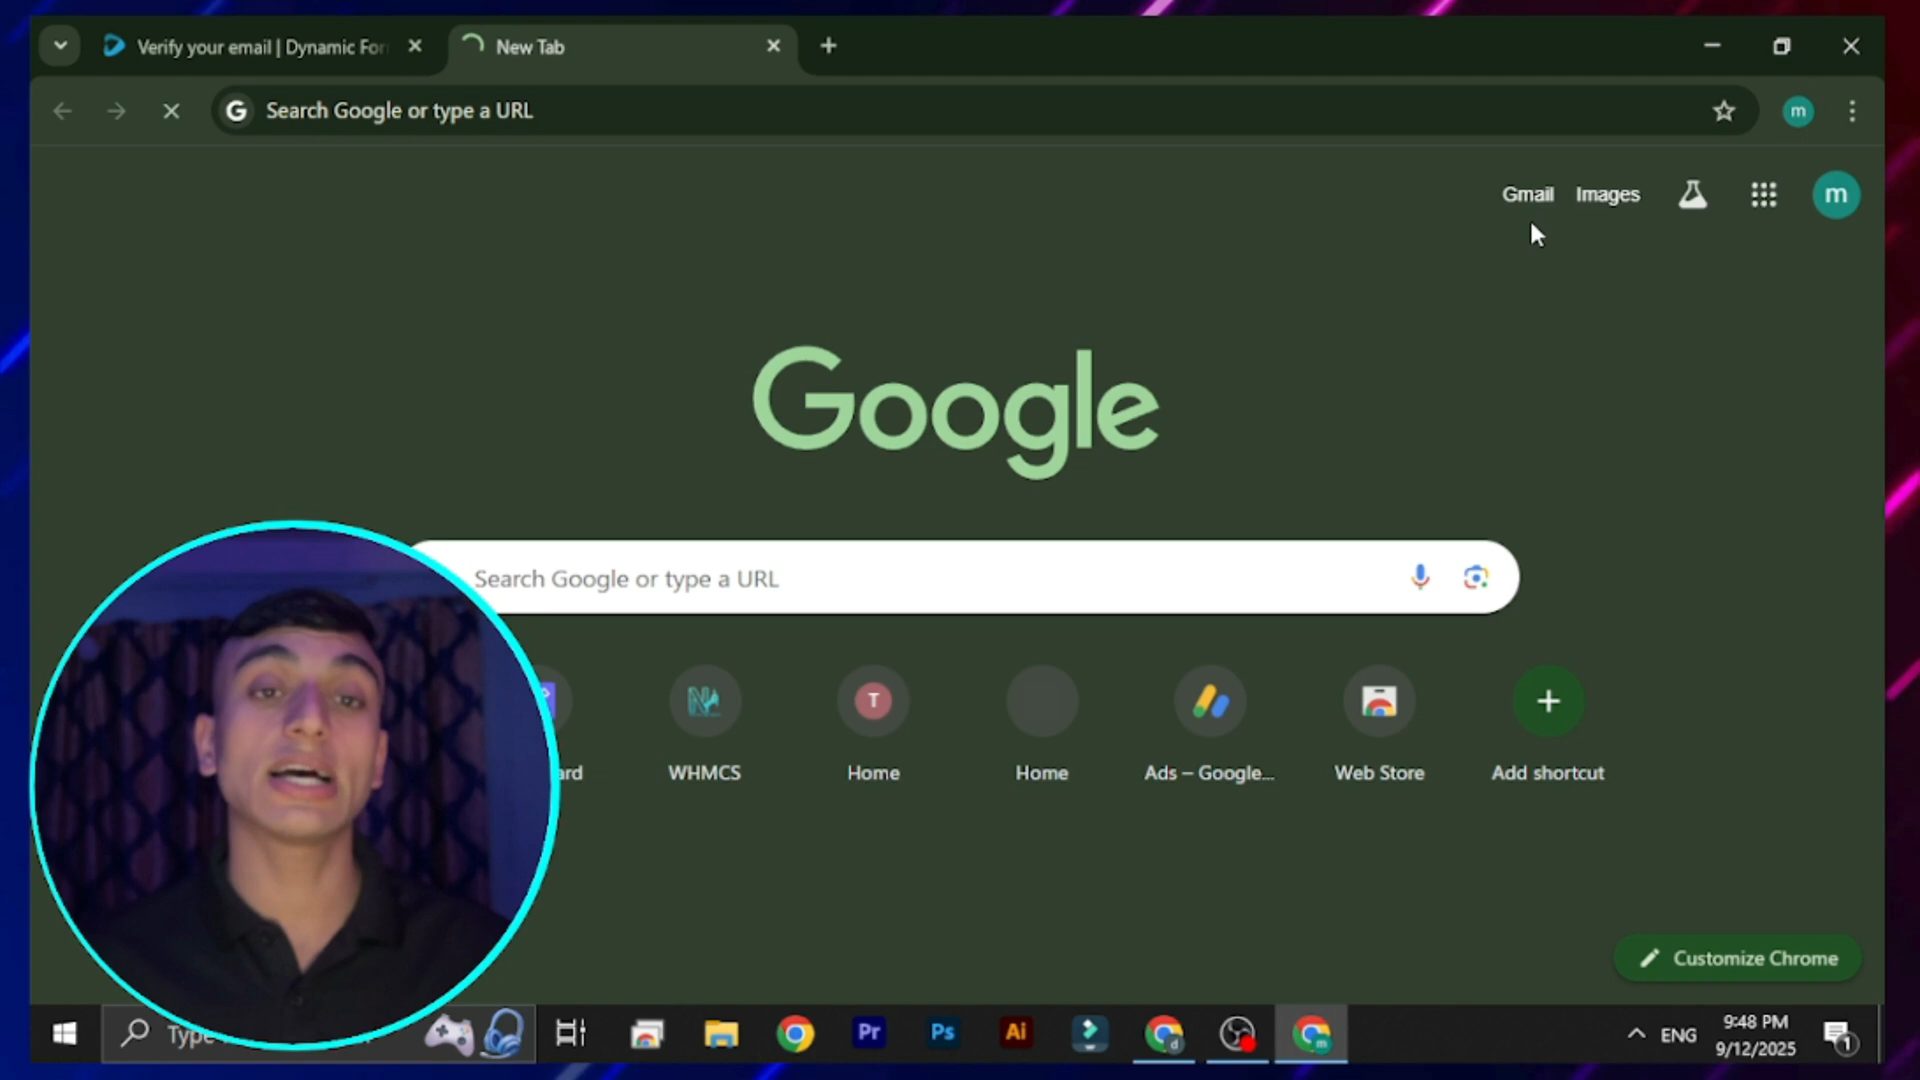 Verify your email | Dynamic For
New Tab
Search Google or type a URL
m
Gmail
Images
m
Google
Search Google or type a URL
ard
WHMCS
T
Home
Home
Ads – Google...
Web Store
Add shortcut
Customize Chrome
Type
Pr
Ps
Ai
d
m
ENG
9:48 PM
9/12/2025
1